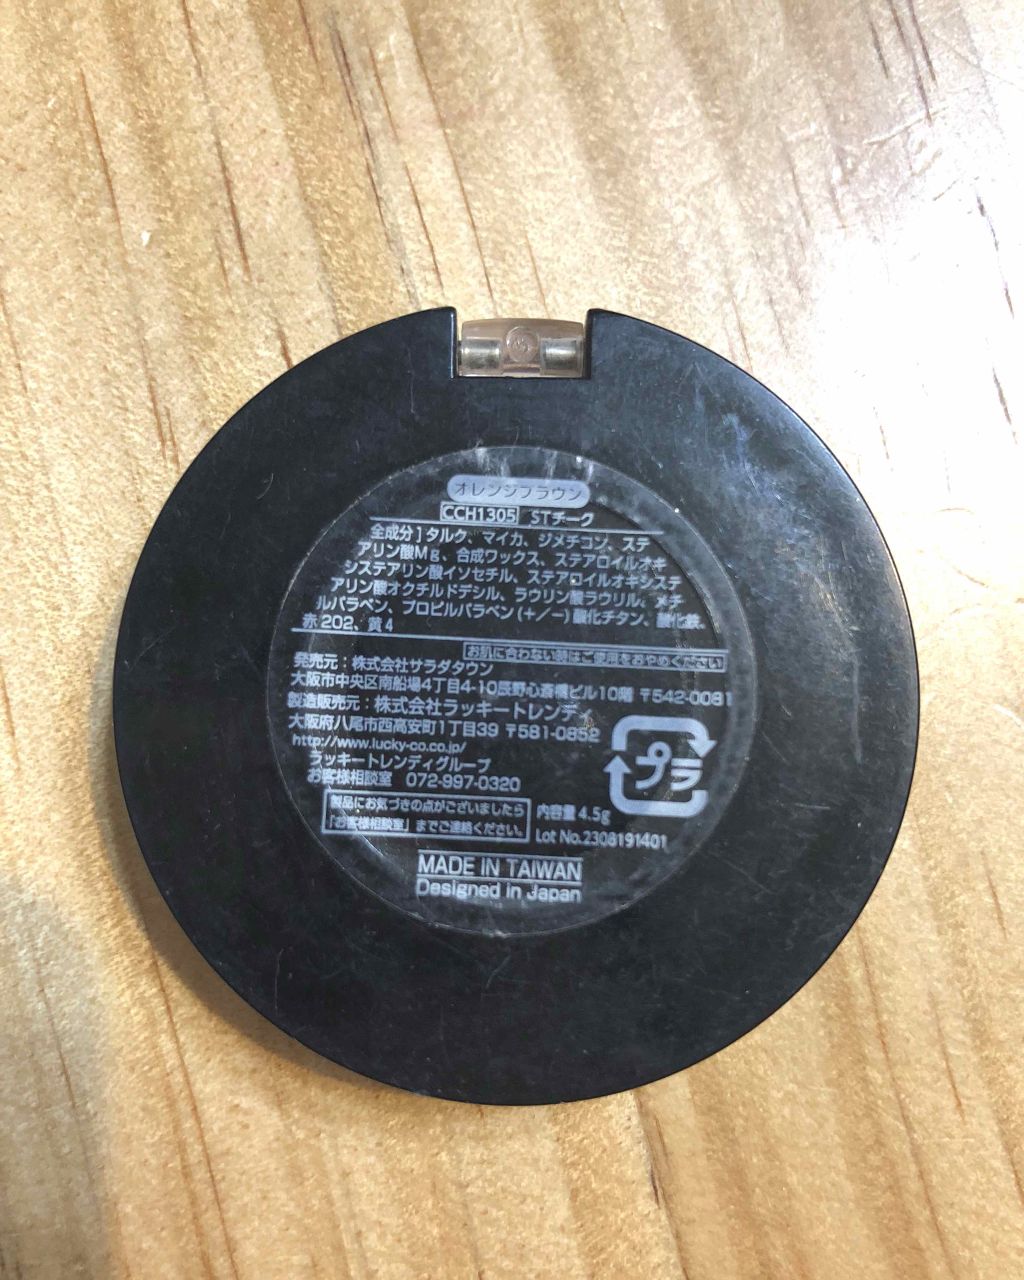 オレンジブラウン
CCH1305 STチーク
全成分]タルク、マイカ、ジメチコン、ステ
アリン酸Mg、合成ワックス、ステアロイルオキ
システアリン酸イソセチル、ステアロイルオキシステ
アリン酸オクチルドデシル、ラウリン酸ラウリル、メチ
ルパラベン、プロピルパラベン(+/-)酸化チタン、酸化鉄、
赤202、黄4
お肌に合わない時はご使用をおやめください
発売元：株式会社サラダタウン
大阪市中央区南船場4丁目4-10辰野心斎橋ビル10階 〒542-0081
製造販売元：株式会社ラッキートレンディ
大阪府八尾市西高安町1丁目39 〒581-0852
http://www.lucky-co.co.jp/
ラッキートレンディグループ
お客様相談室 072-997-0320
プラ
製品にお気づきの点がございましたら
「お客様相談室」までご連絡ください。
内容量 4.5g
Lot No.2308191401
MADE IN TAIWAN
Designed in Japan